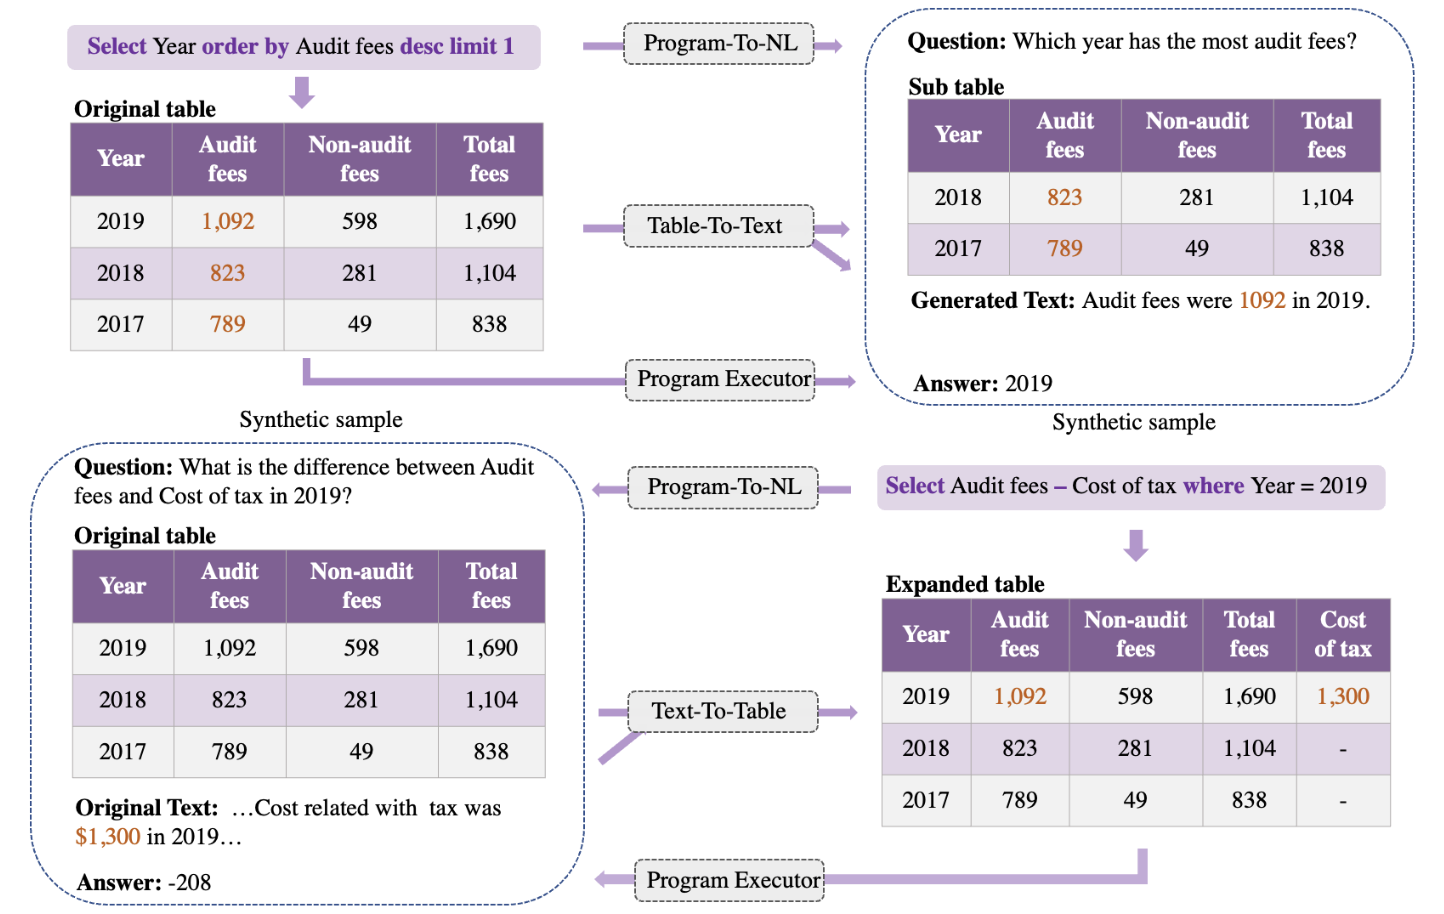 Select Year order by Audit fees desc limit 1
Program-To-NL
Original table
Year Audit fees Non-audit fees Total fees
2019 1,092 598 1,690
2018 823 281 1,104
2017 789 49 838
Table-To-Text
Program Executor
Question: Which year has the most audit fees?
Sub table
Year Audit fees Non-audit fees Total fees
2018 823 281 1,104
2017 789 49 838
Generated Text: Audit fees were 1092 in 2019.
Answer: 2019
Synthetic sample
Synthetic sample
Question: What is the difference between Audit
fees and Cost of tax in 2019?
Original table
Year Audit fees Non-audit fees Total fees
2019 1,092 598 1,690
2018 823 281 1,104
2017 789 49 838
Original Text: …Cost related with tax was
$1,300 in 2019…
Answer: -208
Program-To-NL
Text-To-Table
Program Executor
Select Audit fees – Cost of tax where Year = 2019
Expanded table
Year Audit fees Non-audit fees Total fees Cost of tax
2019 1,092 598 1,690 1,300
2018 823 281 1,104 -
2017 789 49 838 -